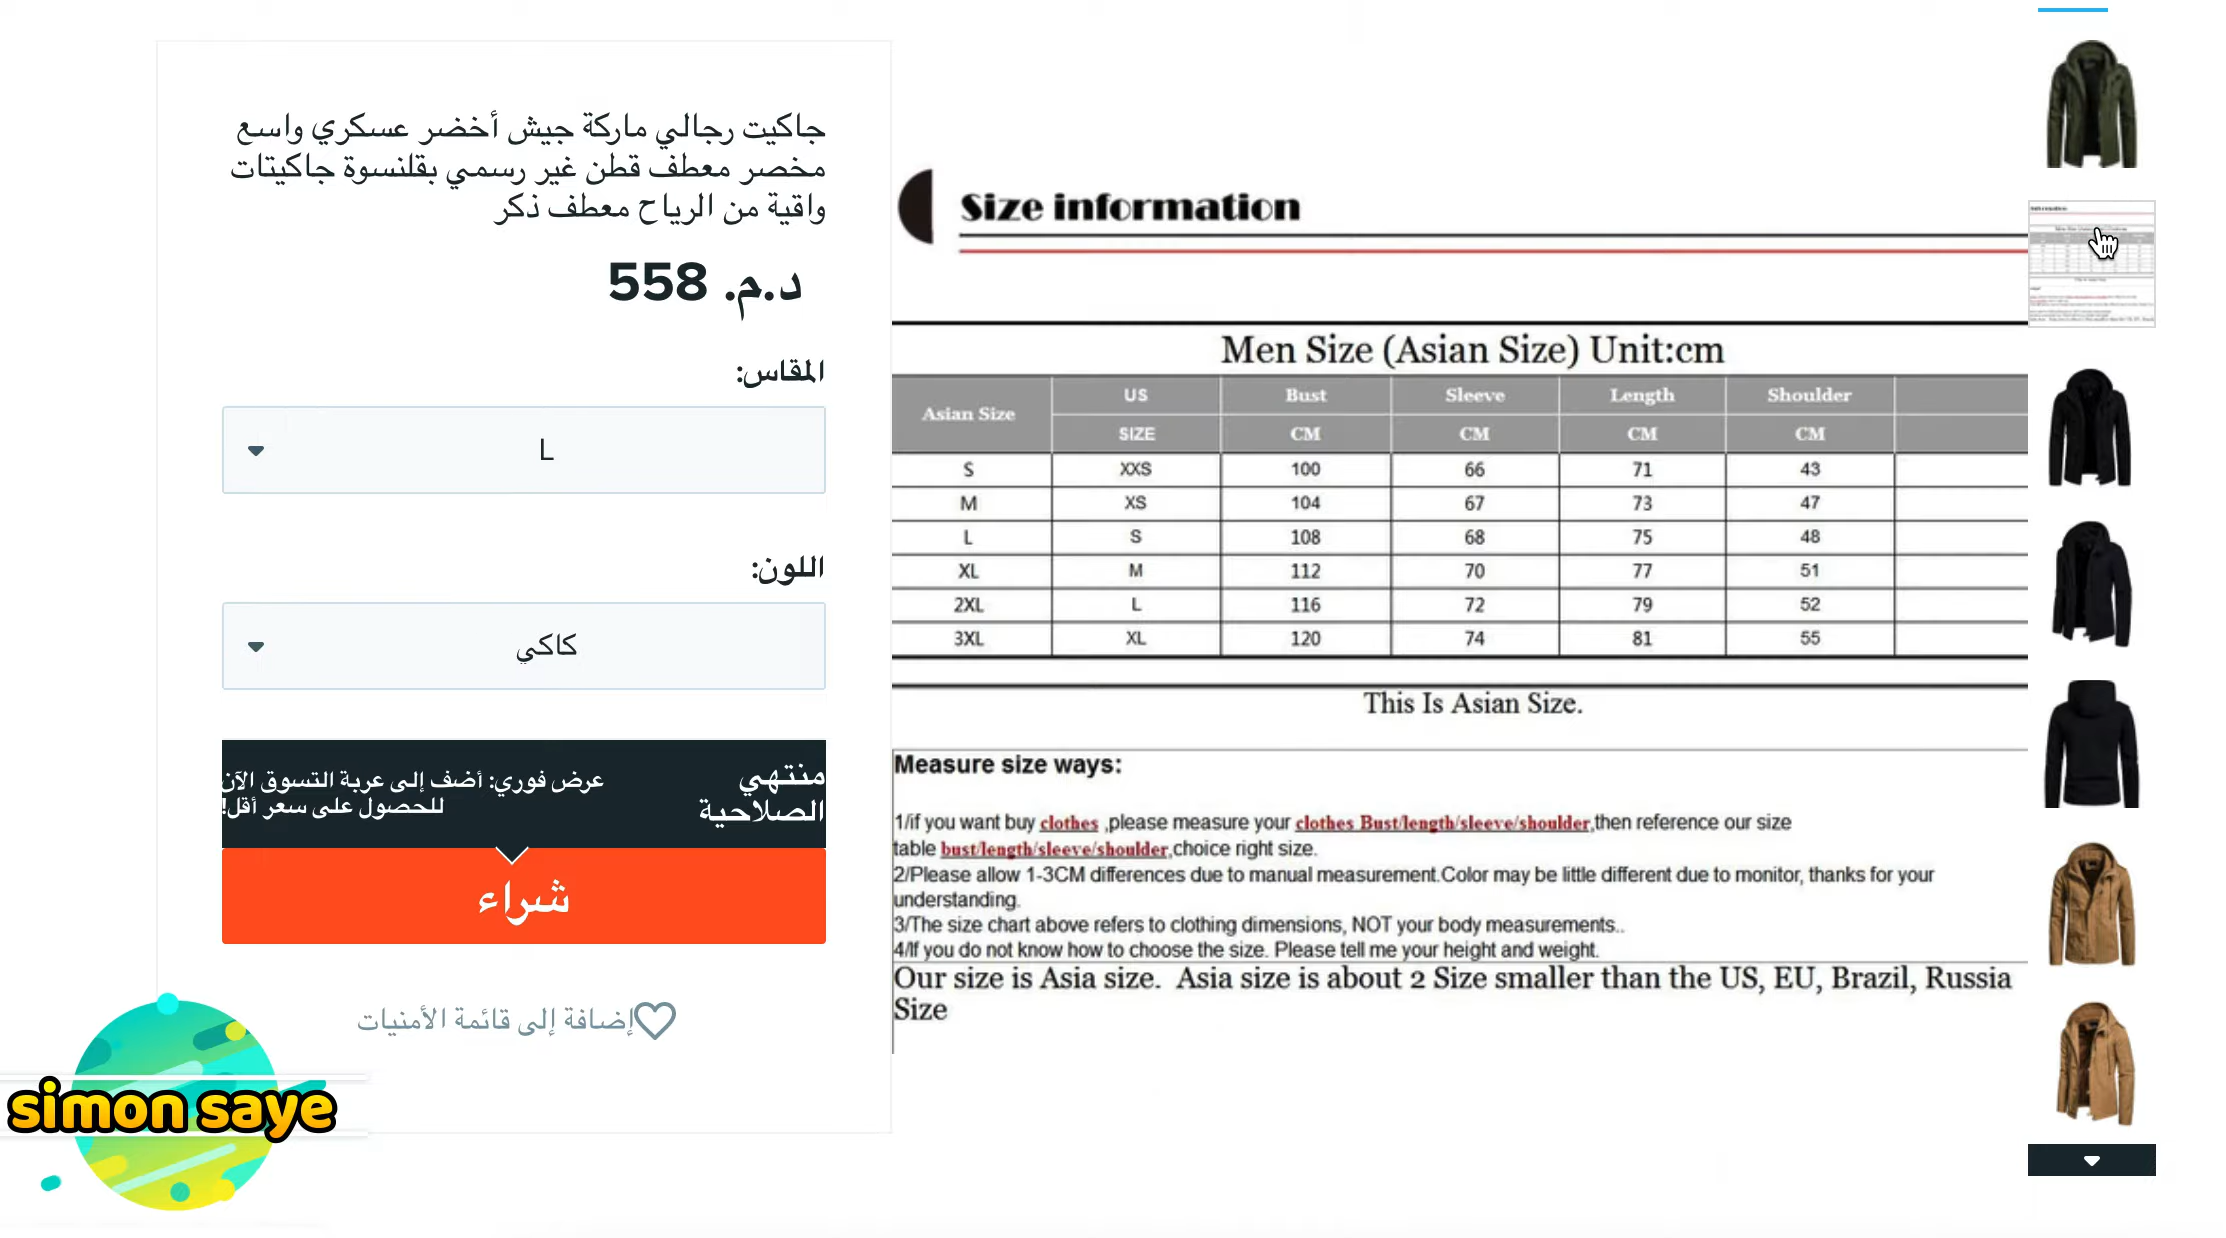 جاكيت رجالي ماركة جيش أخضر عسكري واسع
مخصر معطف قطن غير رسمي بقلنسوة جاكيتات
واقية من الرياح معطف ذكر
د.م. 558
المقاس:
L
اللون:
كاكي
منتهي
الصلاحية
عرض فوري: أضف إلى عربة التسوق الآن
للحصول على سعر أقل!
شراء
إضافة إلى قائمة الأمنيات
simon saye
Size information
Men Size (Asian Size) Unit:cm
Asian Size US Bust Sleeve Length Shoulder
SIZE CM CM CM CM
S XXS 100 66 71 43
M XS 104 67 73 47
L S 108 68 75 48
XL M 112 70 77 51
2XL L 116 72 79 52
3XL XL 120 74 81 55
This Is Asian Size.
Measure size ways:
1/if you want buy clothes ,please measure your clothes Bust/length/sleeve/shoulder,then reference our size
table bust/length/sleeve/shoulder,choice right size.
2/Please allow 1-3CM differences due to manual measurement.Color may be little different due to monitor, thanks for your
understanding.
3/The size chart above refers to clothing dimensions, NOT your body measurements..
4/If you do not know how to choose the size. Please tell me your height and weight.
Our size is Asia size. Asia size is about 2 Size smaller than the US, EU, Brazil, Russia
Size